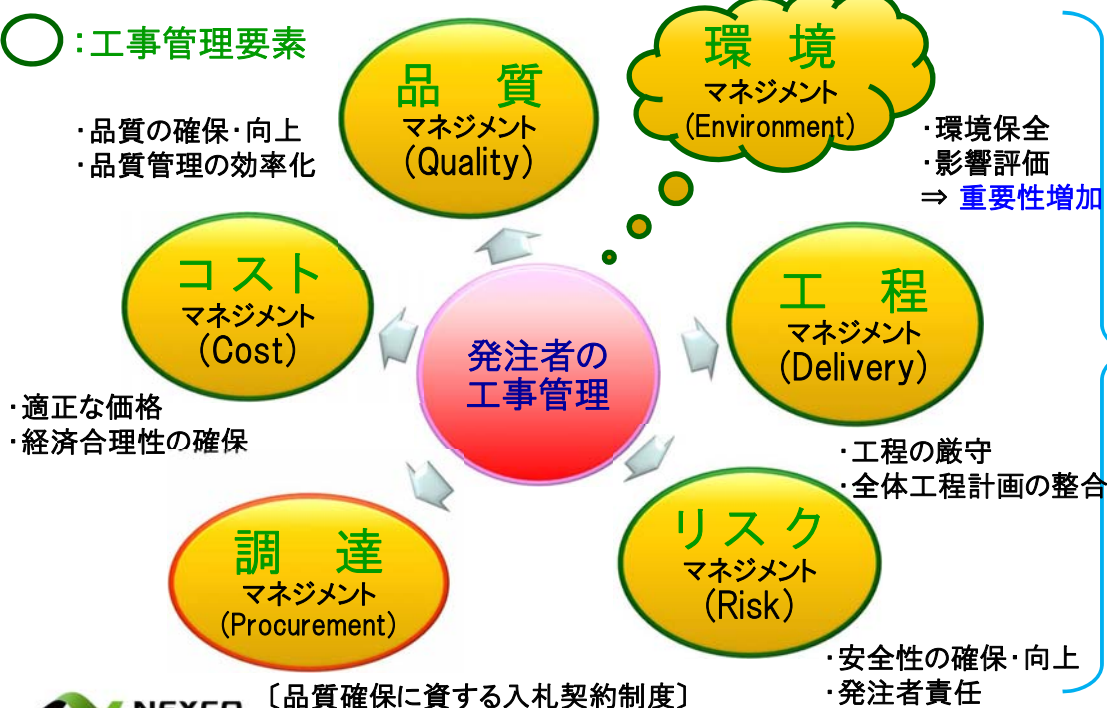 ：工事管理要素
品　質
マネジメント
(Quality)
・品質の確保・向上
・品質管理の効率化
環　境
マネジメント
(Environment)
・環境保全
・影響評価
⇒ 重要性増加
コスト
マネジメント
(Cost)
・適正な価格
・経済合理性の確保
発注者の
工事管理
工　程
マネジメント
(Delivery)
・工程の厳守
・全体工程計画の整合
調　達
マネジメント
(Procurement)
〔品質確保に資する入札契約制度〕
リスク
マネジメント
(Risk)
・安全性の確保・向上
・発注者責任
NEXCO